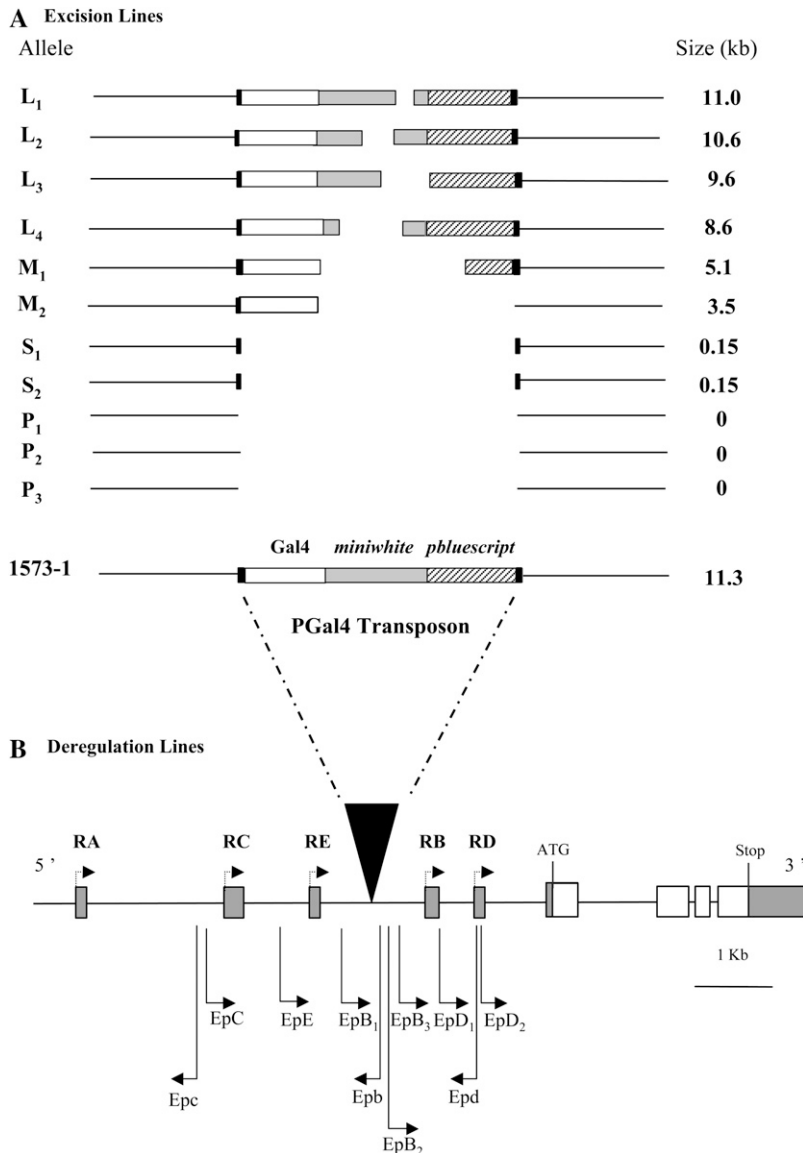 A Excision Lines
Allele Size (kb)
L1 11.0
L2 10.6
L3 9.6
L4 8.6
M1 5.1
M2 3.5
S1 0.15
S2 0.15
P1 0
P2 0
P3 0
Gal4 miniwhite pbluescript
1573-1 11.3
PGal4 Transposon
B Deregulation Lines
RA RC RE RB RD ATG Stop
5 ’ 3 ’
1 Kb
EpC EpE EpB1 EpB3 EpD1 EpD2
Epc Epb Epd
EpB2